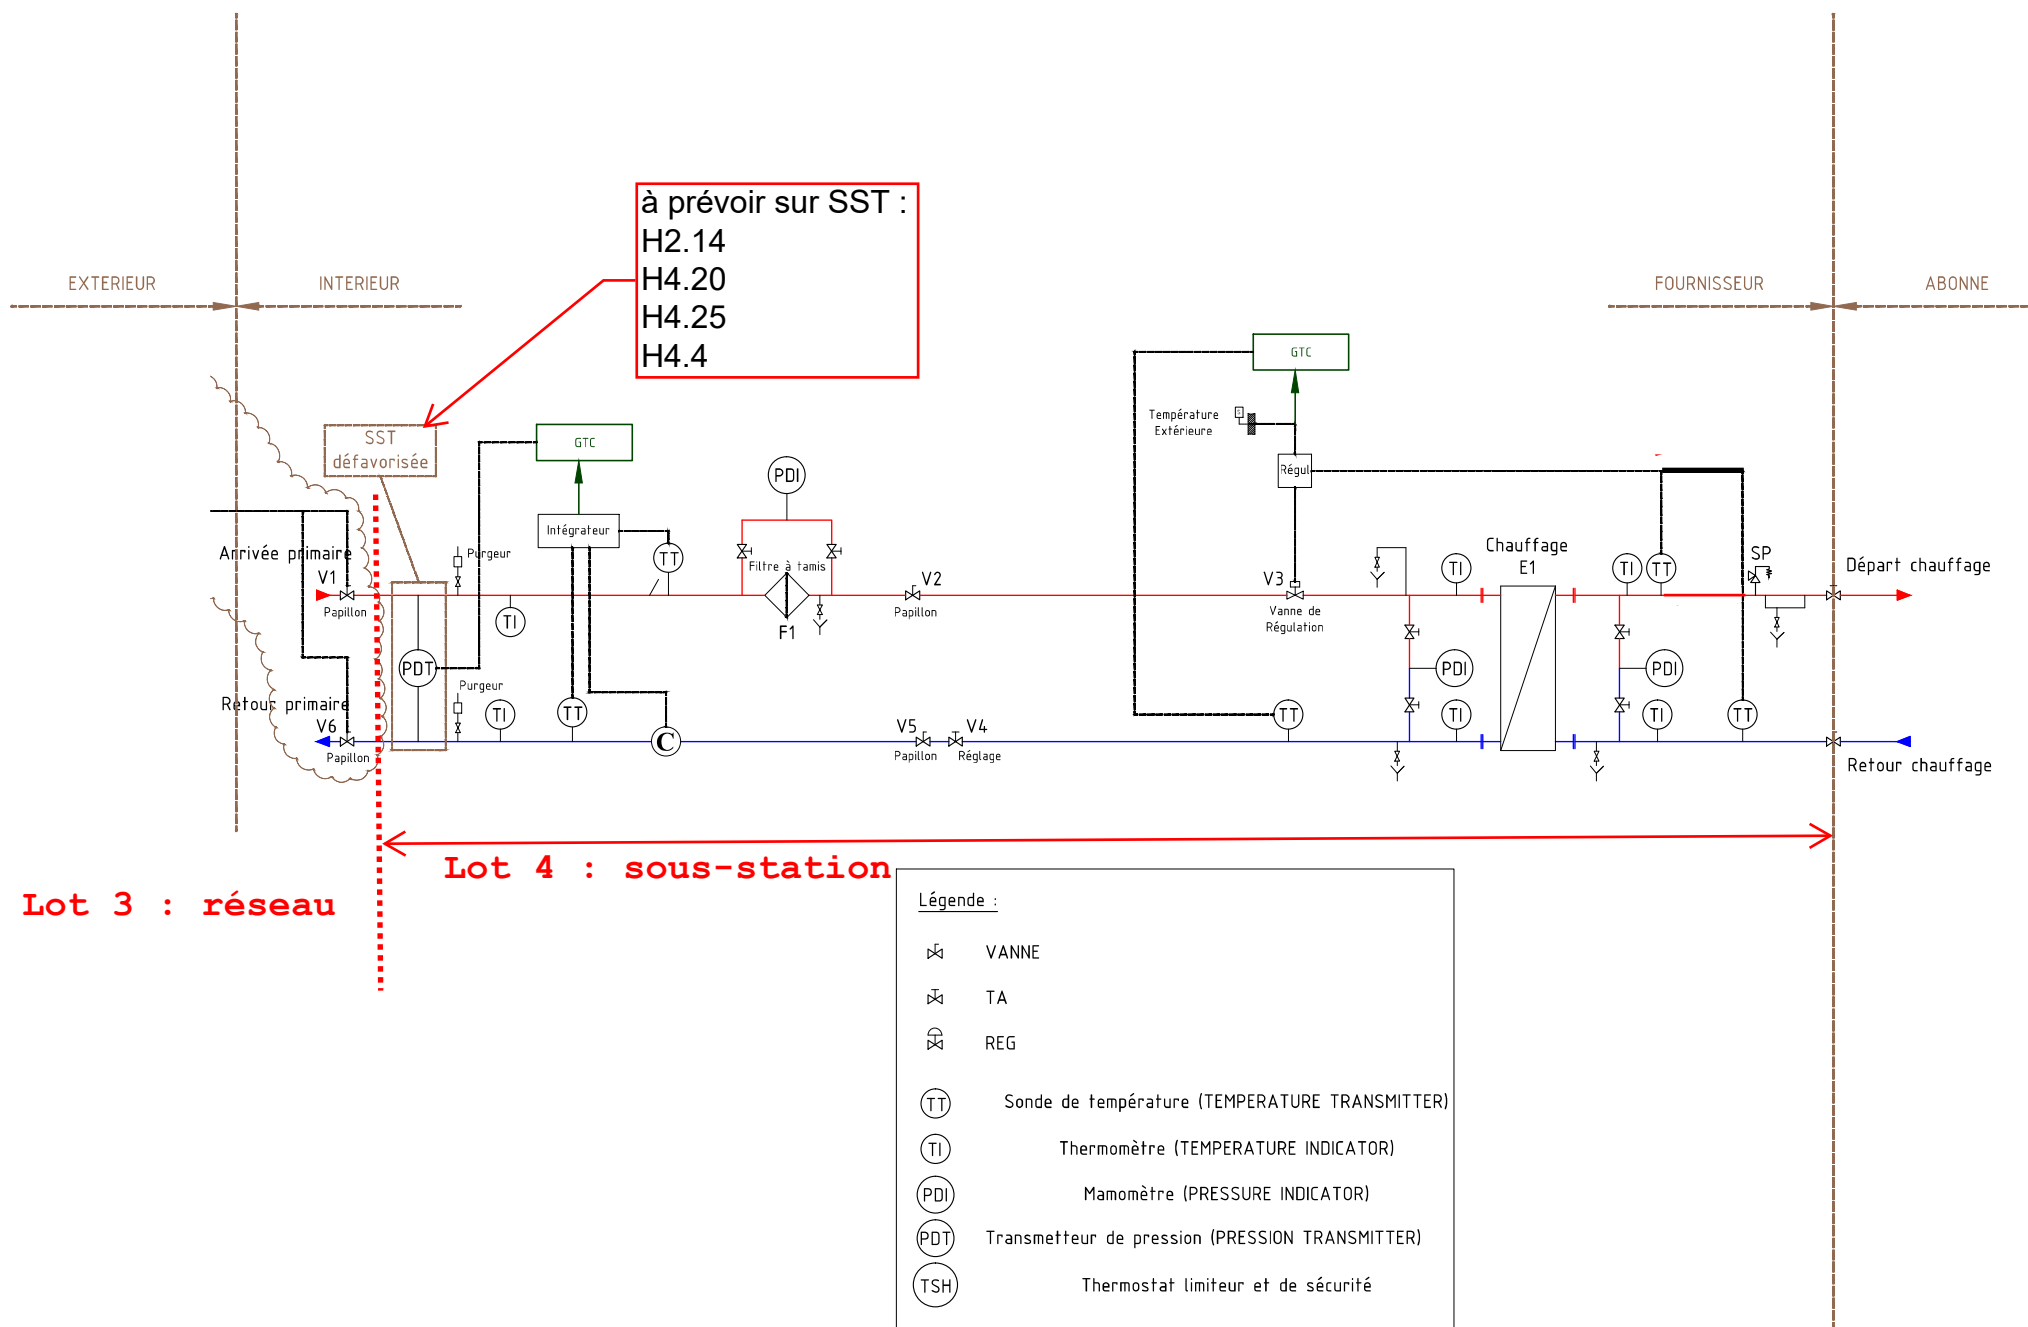 à prévoir sur SST :
H2.14
H4.20
H4.25
H4.4
EXTERIEUR
INTERIEUR
FOURNISSEUR
ABONNE
GTC
Température
Extérieure
S
Régul
SST
défavorisée
GTC
PDI
Intégrateur
TT
Filtre à tamis
F1
Arrivée primaire
V1
Papillon
Purgeur
TI
V2
Papillon
V3
Vanne de
Régulation
TI
Chauffage
E1
TI
TT
SP
Départ chauffage
PDT
PDI
PDI
Retour primaire
V6
Papillon
Purgeur
TI
TT
C
V5
Papillon
V4
Réglage
TT
TI
TI
TT
Retour chauffage
Lot 4 : sous-station
Lot 3 : réseau
Légende :
VANNE
TA
REG
TT Sonde de température (TEMPERATURE TRANSMITTER)
TI Thermomètre (TEMPERATURE INDICATOR)
PDI Mamomètre (PRESSURE INDICATOR)
PDT Transmetteur de pression (PRESSION TRANSMITTER)
TSH Thermostat limiteur et de sécurité